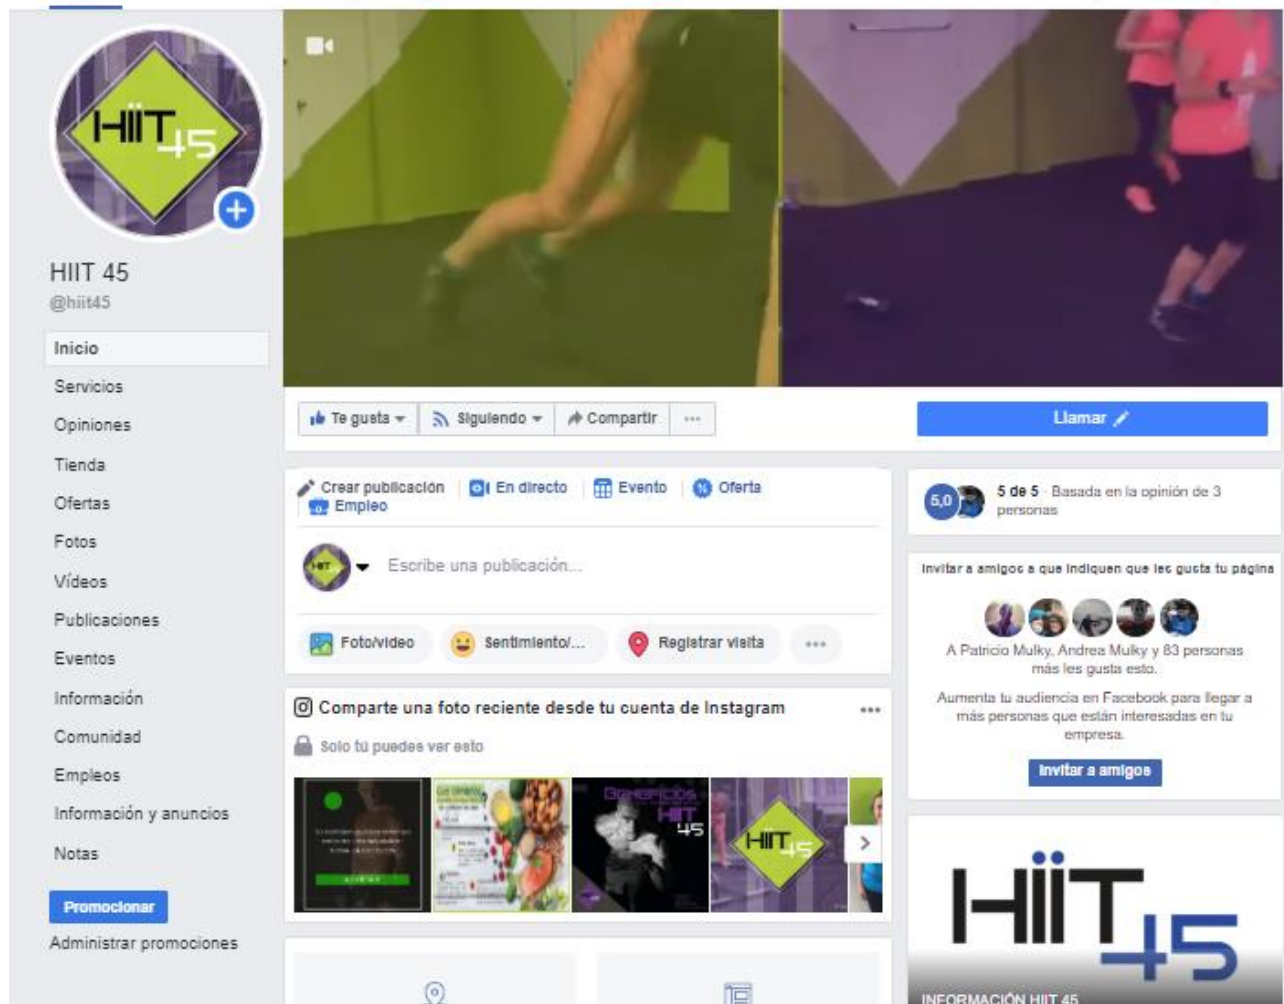 HiiT
45
HIIT 45
@hiit45
Inicio
Servicios
Opiniones
Tienda
Ofertas
Fotos
Vídeos
Publicaciones
Eventos
Información
Comunidad
Empleos
Información y anuncios
Notas
Promocionar
Administrar promociones
Te gusta
Siguiendo
Compartir
Llamar
Crear publicación
En directo
Evento
Oferta
Empleo
Escribe una publicación...
Foto/video
Sentimiento/...
Registrar visita
Comparte una foto reciente desde tu cuenta de Instagram
Solo tú puedes ver esto
BENEFICIOS
HIIT
45
HiiT
45
5,0
5 de 5 · Basada en la opinión de 3
personas
Invitar a amigos a que indiquen que les gusta tu página
A Patricio Mulky, Andrea Mulky y 83 personas
más les gusta esto.
Aumenta tu audiencia en Facebook para llegar a
más personas que están interesadas en tu
empresa.
Invitar a amigos
HiiT
45
INFORMACIÓN HIIT 45